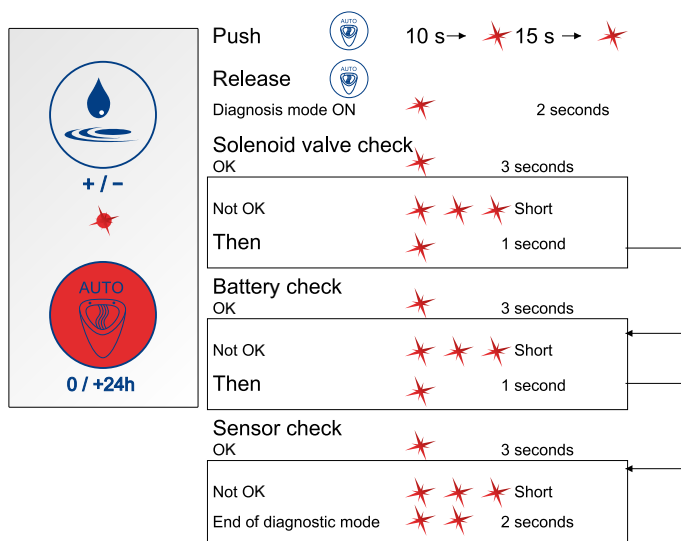 Push AUTO 10 s 15 s
Release AUTO
Diagnosis mode ON 2 seconds
Solenoid valve check
OK 3 seconds
+ / −
Not OK Short
Then 1 second
AUTO
Battery check
OK 3 seconds
Not OK Short
0 / +24h
Then 1 second
Sensor check
OK 3 seconds
Not OK Short
End of diagnostic mode 2 seconds